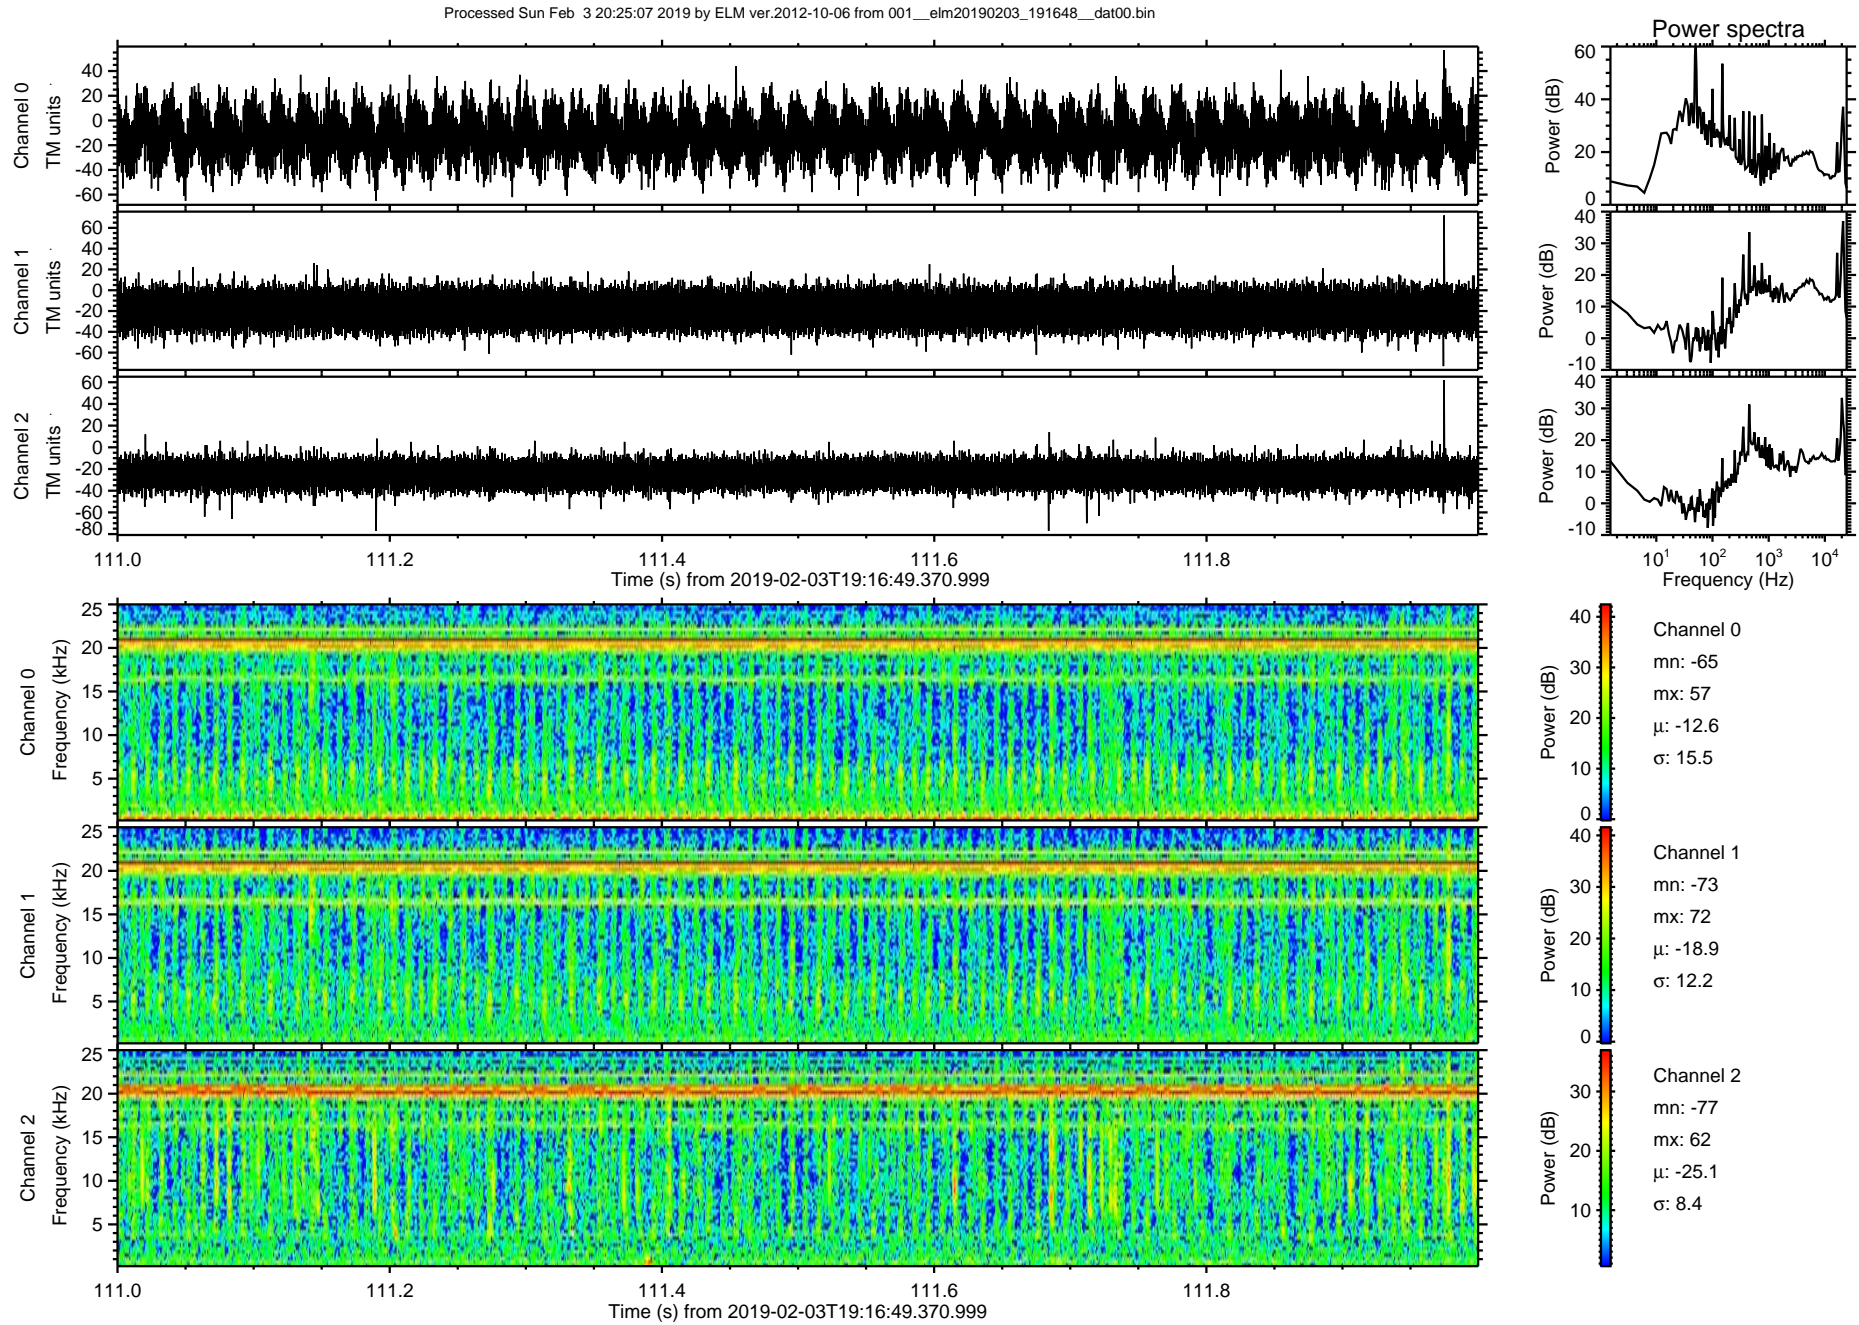 Processed Sun Feb  3 20:25:07 2019 by ELM ver.2012-10-06 from 001__elm20190203_191648__dat00.bin
Power spectra
Channel 0
TM units
40
20
0
-20
-40
-60
Power (dB)
60
40
20
0
Channel 1
TM units
60
40
20
0
-20
-40
-60
Power (dB)
40
30
20
10
0
-10
Channel 2
TM units
60
40
20
0
-20
-40
-60
-80
Power (dB)
40
30
20
10
0
-10
111.0 111.2 111.4 111.6 111.8
Time (s) from 2019-02-03T19:16:49.370.999
10^1 10^2 10^3 10^4
Frequency (Hz)
Channel 0
Frequency (kHz)
25
20
15
10
5
Power (dB)
40
30
20
10
0
Channel 0
mn: -65
mx: 57
μ: -12.6
σ: 15.5
Channel 1
Frequency (kHz)
25
20
15
10
5
Power (dB)
40
30
20
10
0
Channel 1
mn: -73
mx: 72
μ: -18.9
σ: 12.2
Channel 2
Frequency (kHz)
25
20
15
10
5
Power (dB)
30
20
10
Channel 2
mn: -77
mx: 62
μ: -25.1
σ: 8.4
111.0 111.2 111.4 111.6 111.8
Time (s) from 2019-02-03T19:16:49.370.999